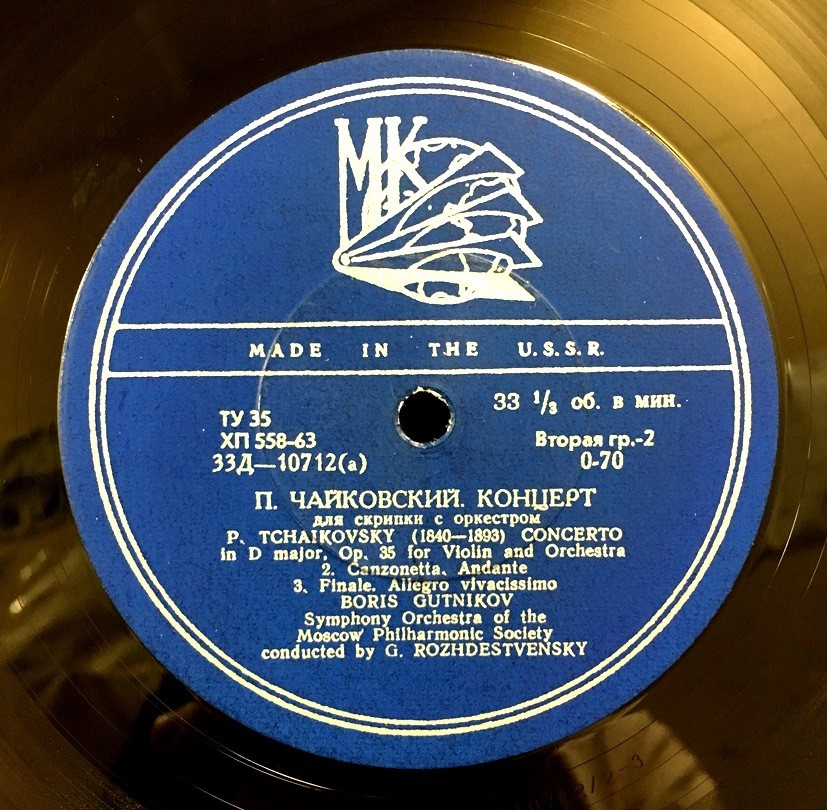 МК
MADE IN THE U.S.S.R.
33 1/3 об. в мин.
ТУ 35
ХП 558-63
Вторая гр.-2
33Д—10712(а)
0-70
П. ЧАЙКОВСКИЙ. КОНЦЕРТ
для скрипки с оркестром
P. TCHAIKOVSKY (1840—1893) CONCERTO
in D major, Op. 35 for Violin and Orchestra
2. Canzonetta. Andante
3. Finale. Allegro vivacissimo
BORIS GUTNIKOV
Symphony Orchestra of the
Moscow Philharmonic Society
conducted by G. ROZHDESTVENSKY